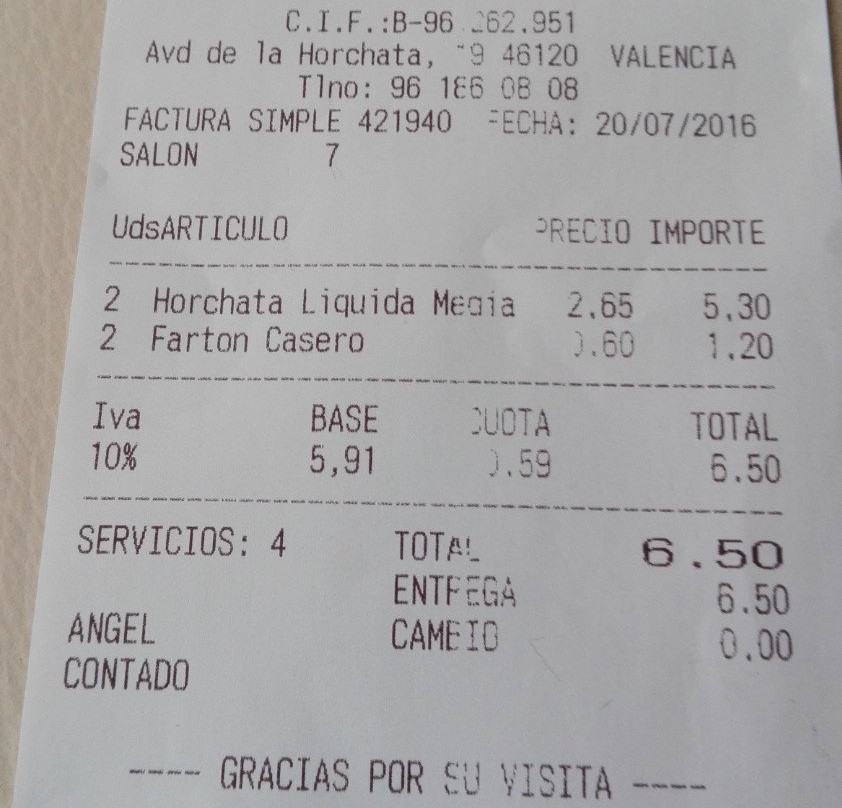 C.I.F.:B-96 262.951
Avd de la Horchata, 9 46120 VALENCIA
Tlno: 96 186 08 08
FACTURA SIMPLE 421940 FECHA: 20/07/2016
SALON 7
UdsARTICULO PRECIO IMPORTE
2 Horchata Liquida Media 2.65 5,30
2 Farton Casero 0.60 1,20
Iva BASE CUOTA TOTAL
10% 5,91 0.59 6.50
SERVICIOS: 4 TOTAL 6.50
ENTREGA 6.50
ANGEL CAMBIO 0.00
CONTADO
---- GRACIAS POR SU VISITA ----